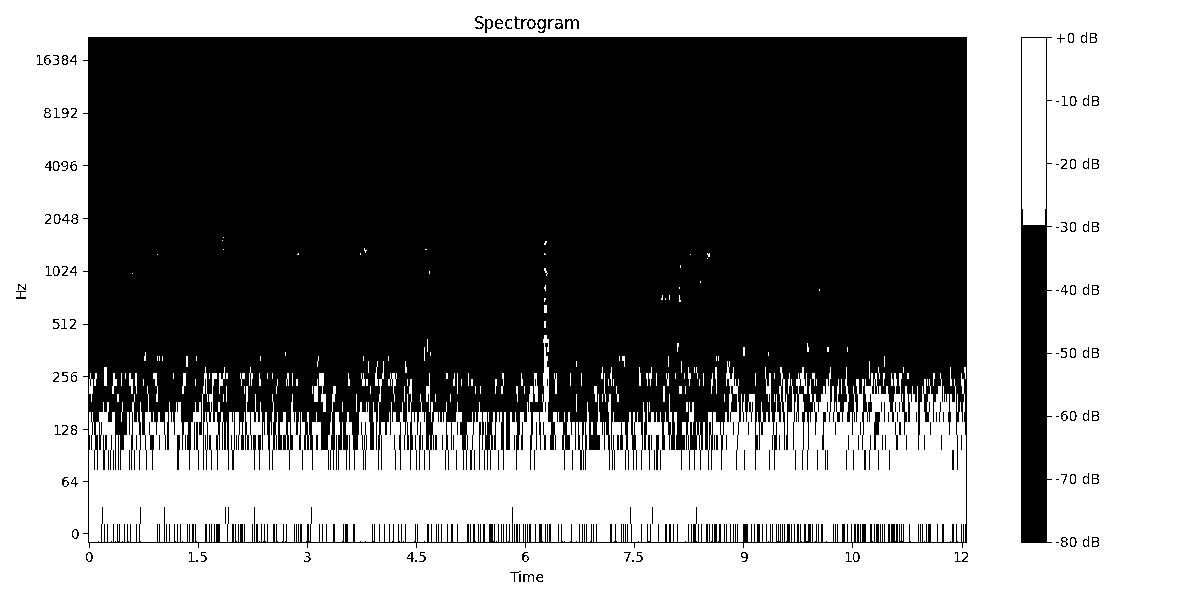 Spectrogram
16384
8192
4096
2048
1024
512
256
128
64
0
Hz
0 1.5 3 4.5 6 7.5 9 10 12
Time
+0 dB
-10 dB
-20 dB
-30 dB
-40 dB
-50 dB
-60 dB
-70 dB
-80 dB